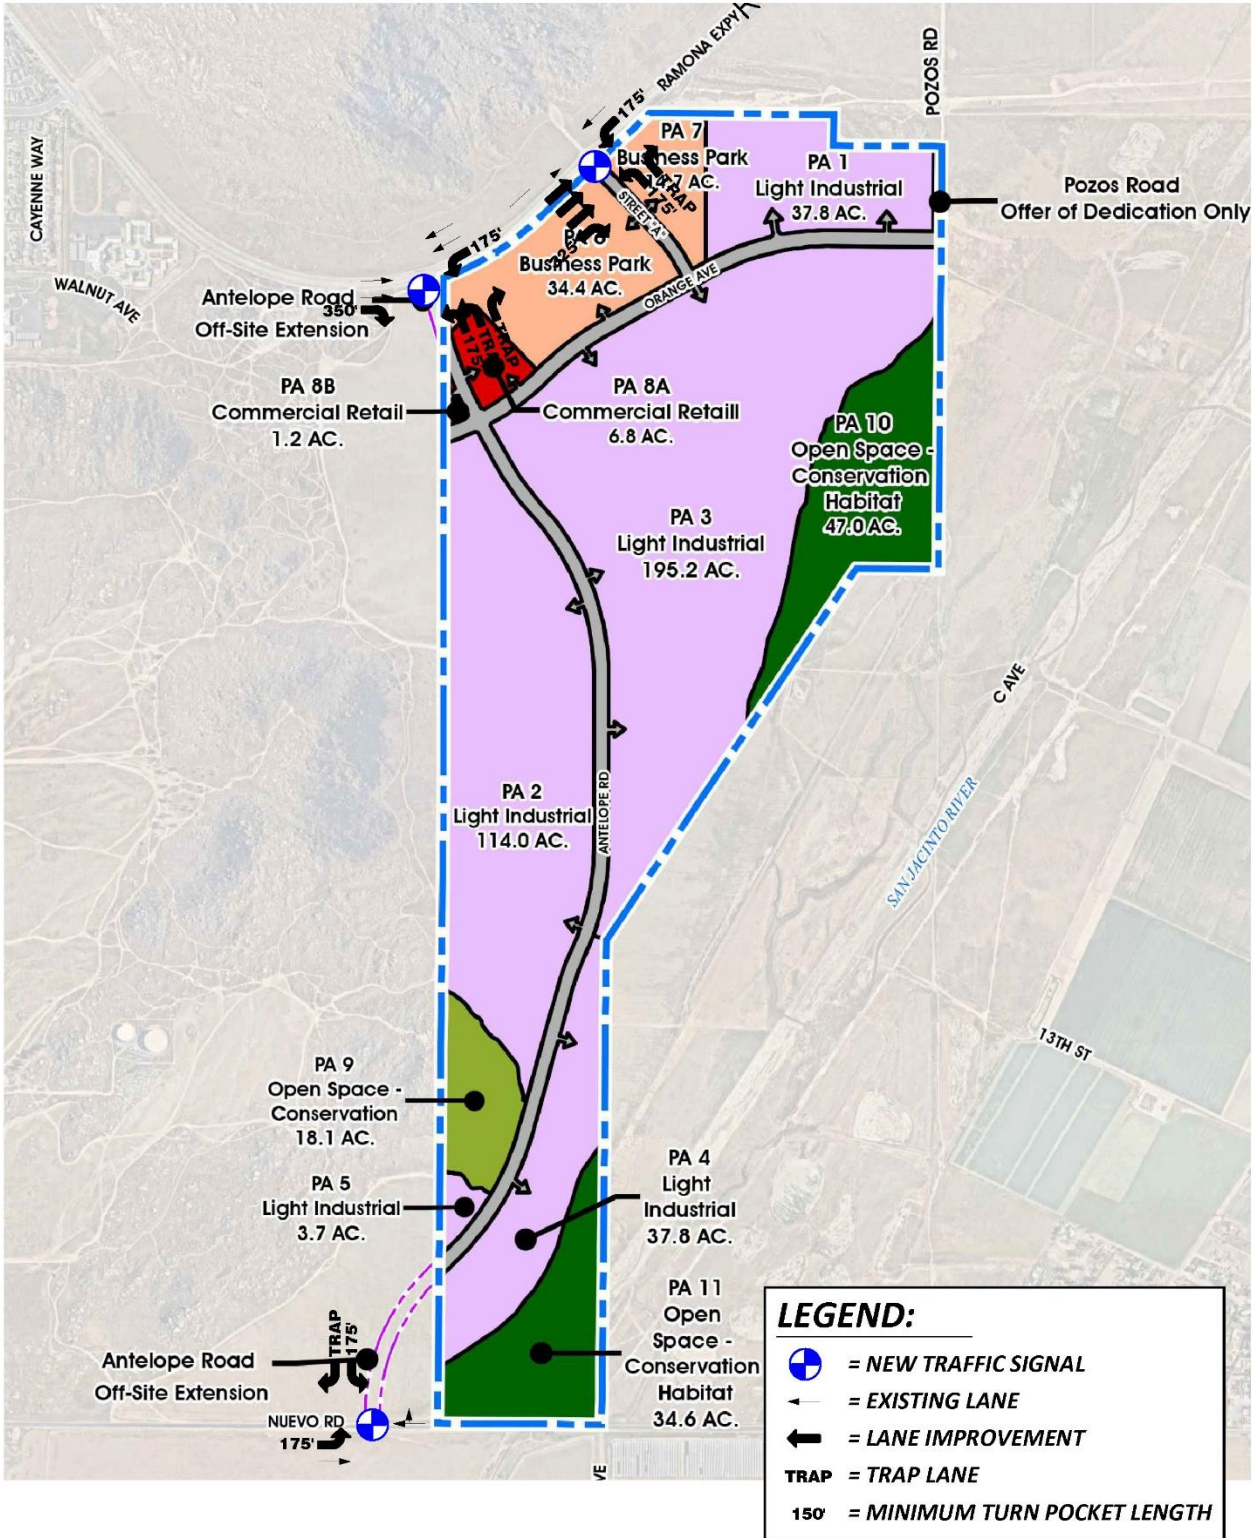 RAMONA EXPY
POZOS RD
CAYENNE WAY
WALNUT AVE
175'
PA 7
Business Park
AC.
TRAP
175'
STREET "A"
PA 1
Light Industrial
37.8 AC.
Pozos Road
Offer of Dedication Only
175'
Business Park
34.4 AC.
ORANGE AVE
Antelope Road
Off-Site Extension
350'
TRAP
175'
PA 8B
Commercial Retail
1.2 AC.
PA 8A
Commercial Retaill
6.8 AC.
PA 10
Open Space -
Conservation
Habitat
47.0 AC.
PA 3
Light Industrial
195.2 AC.
C AVE
SAN JACINTO RIVER
PA 2
Light Industrial
114.0 AC.
ANTELOPE RD
13TH ST
PA 9
Open Space -
Conservation
18.1 AC.
PA 5
Light Industrial
3.7 AC.
PA 4
Light
Industrial
37.8 AC.
PA 11
Open
Space -
Conservation
Habitat
34.6 AC.
TRAP
175'
Antelope Road
Off-Site Extension
NUEVO RD
175'
VE
LEGEND:
= NEW TRAFFIC SIGNAL
= EXISTING LANE
= LANE IMPROVEMENT
TRAP = TRAP LANE
150' = MINIMUM TURN POCKET LENGTH